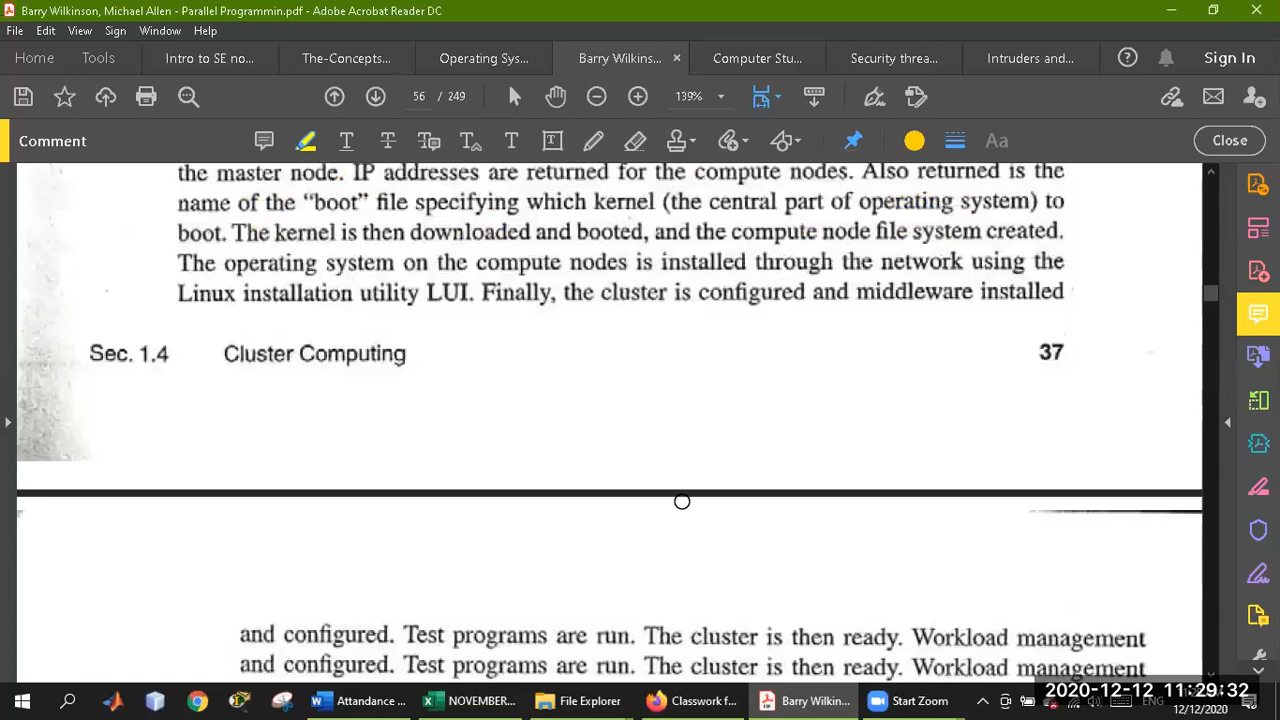 Barry Wilkinson, Michael Allen - Parallel Programmin.pdf - Adobe Acrobat Reader DC
File Edit View Sign Window Help
Home Tools Intro to SE no... The-Concepts... Operating Sys... Barry Wilkins... × Computer Stu... Security threa... Intruders and... Sign In
56 / 249 139%
Comment Aa Close
the master node. IP addresses are returned for the compute nodes. Also returned is the
name of the "boot" file specifying which kernel (the central part of operating system) to
boot. The kernel is then downloaded and booted, and the compute node file system created.
The operating system on the compute nodes is installed through the network using the
Linux installation utility LUI. Finally, the cluster is configured and middleware installed
Sec. 1.4 Cluster Computing 37
and configured. Test programs are run. The cluster is then ready. Workload management
and configured. Test programs are run. The cluster is then ready. Workload management
Attandance ... NOVEMBER... File Explorer Classwork f... Barry Wilkin... Start Zoom ENG
2020-12-12 11:29:32
12/12/2020